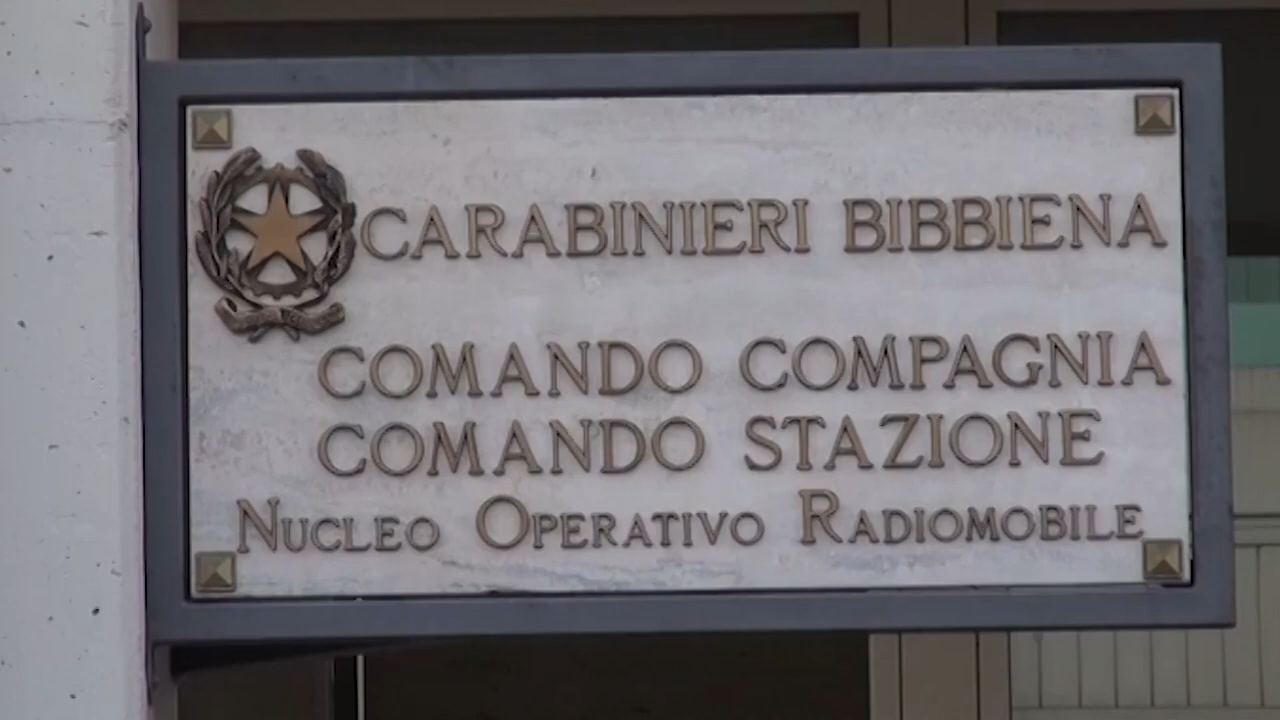 CARABINIERI BIBBIENA
COMANDO COMPAGNIA
COMANDO STAZIONE
NUCLEO OPERATIVO RADIOMOBILE